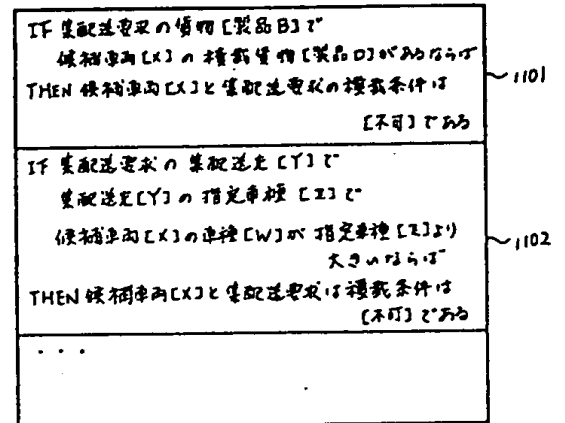 IF 集配送要求の貨物[製品B]で
候補車両[X]の積載貨物[製品D]があるならば
THEN 候補車両[X]と集配送要求の積載条件は
[不可]である
1101
IF 集配送要求の 集配送先[Y]で
集配送先[Y]の指定車種[Z]で
候補車両[X]の車種[W]が指定車種[Z]より
大きいならば
1102
THEN 候補車両[X]と集配送要求は積載条件は
[不可]である
・・・